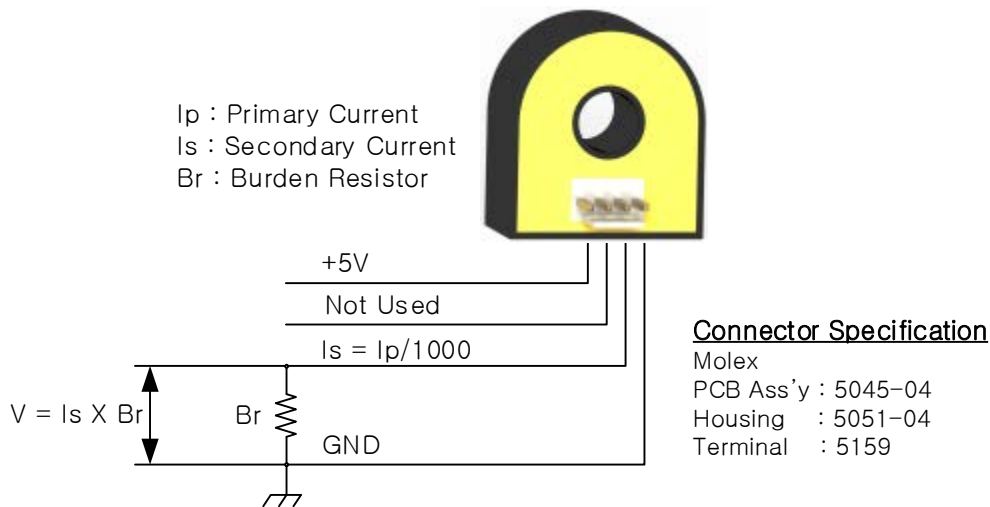 Ip : Primary Current
Is : Secondary Current
Br : Burden Resistor
+5V
Not Used
Is = Ip/1000
V = Is X Br
Br
GND
Connector Specification
Molex
PCB Ass'y : 5045-04
Housing : 5051-04
Terminal : 5159